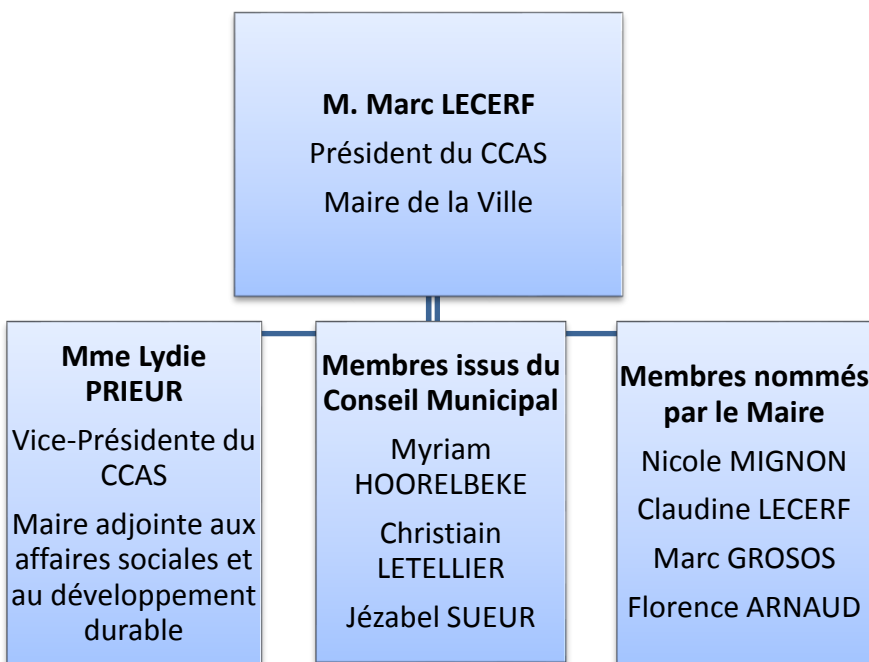 M. Marc LECERF
Président du CCAS
Maire de la Ville
Mme Lydie
PRIEUR
Vice-Présidente du
CCAS
Maire adjointe aux
affaires sociales et
au développement
durable
Membres issus du
Conseil Municipal
Myriam
HOORELBEKE
Christiain
LETELLIER
Jézabel SUEUR
Membres nommés
par le Maire
Nicole MIGNON
Claudine LECERF
Marc GROSOS
Florence ARNAUD